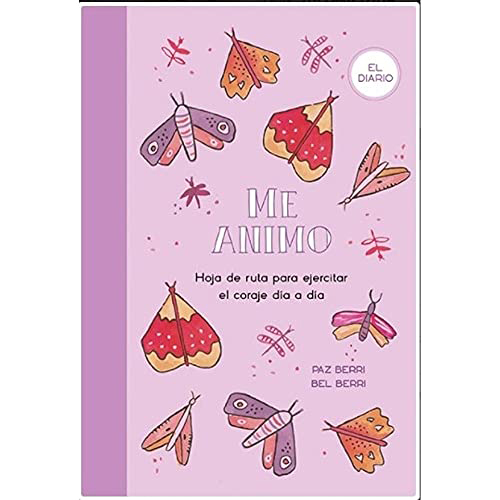 EL
DIARIO
ME
ANIMO
Hoja de ruta para ejercitar
el coraje día a día
PAZ BERRI
BEL BERRI